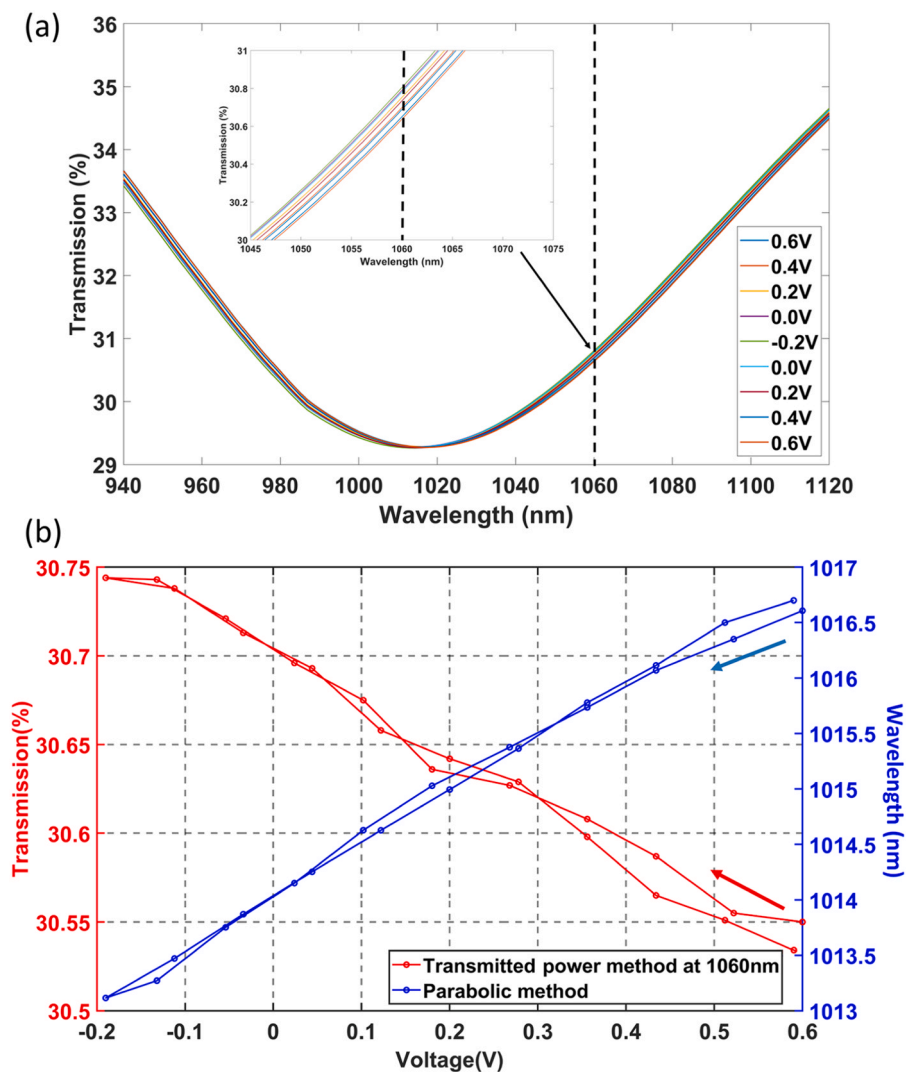 (a)
36
35
34
33
32
31
30
29
Transmission (%)
31
30.8
30.6
30.4
30.2
30
Transmission (%)
1045 1050 1055 1060 1065 1070 1075
Wavelength (nm)
0.6V
0.4V
0.2V
0.0V
-0.2V
0.0V
0.2V
0.4V
0.6V
940 960 980 1000 1020 1040 1060 1080 1100 1120
Wavelength (nm)
(b)
30.75
30.7
30.65
30.6
30.55
30.5
Transmission(%)
1017
1016.5
1016
1015.5
1015
1014.5
1014
1013.5
1013
Wavelength (nm)
Transmitted power method at 1060nm
Parabolic method
-0.2 -0.1 0 0.1 0.2 0.3 0.4 0.5 0.6
Voltage(V)